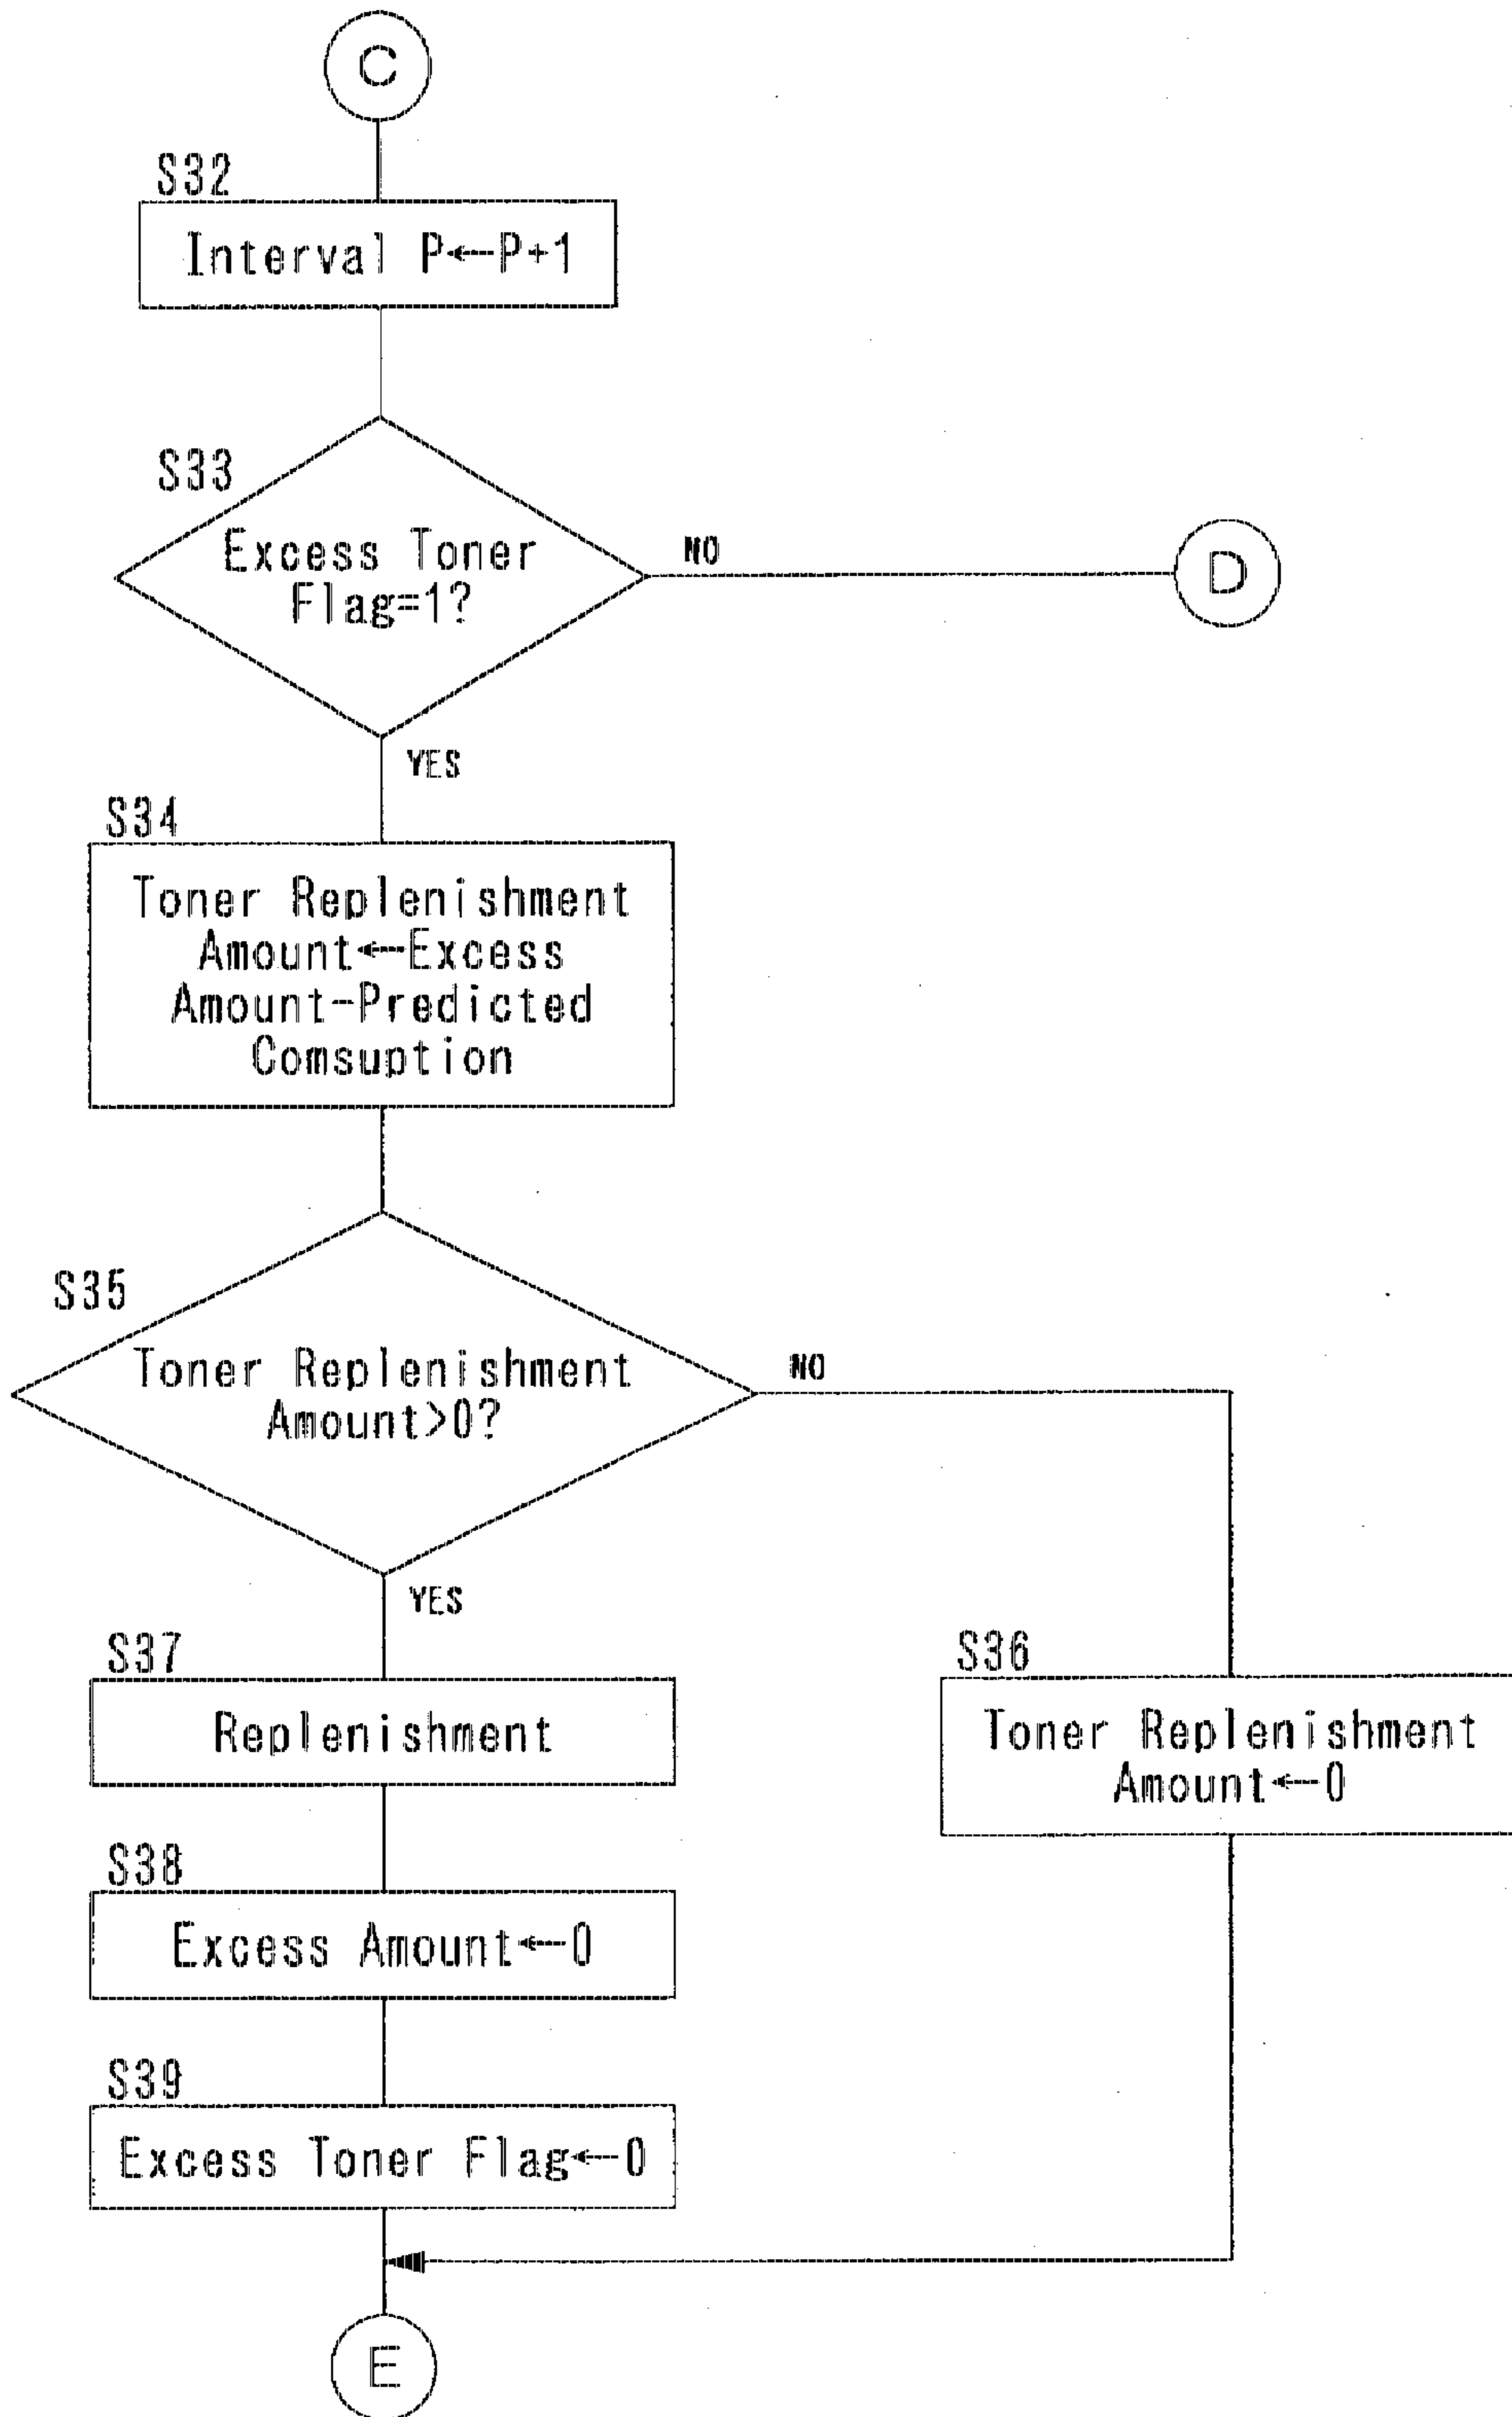 C
S32
Interval P←P+1
S33
Excess Toner
Flag=1?
NO
D
YES
S34
Toner Replenishment
Amount←Excess
Amount-Predicted
Comsuption
S35
Toner Replenishment
Amount>0?
NO
YES
S37
Replenishment
S36
Toner Replenishment
Amount←0
S38
Excess Amount←0
S39
Excess Toner Flag←0
E